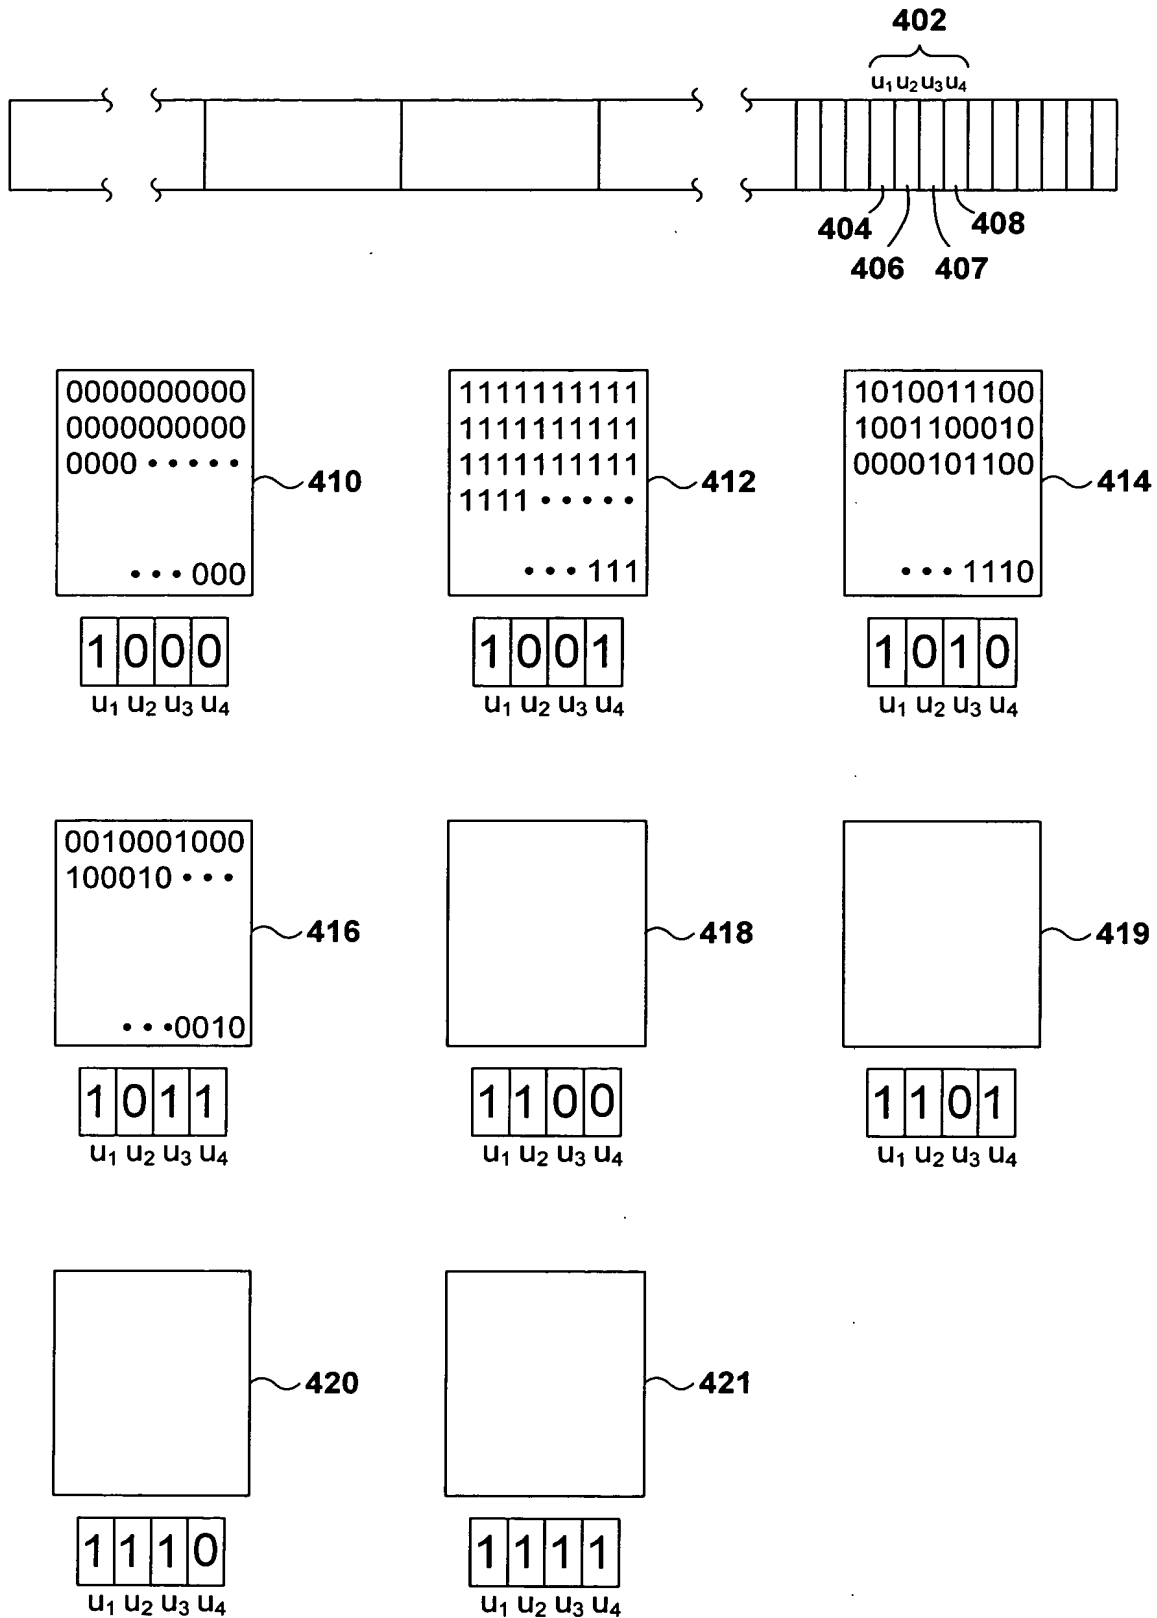 402
u₁ u₂ u₃ u₄
404
408
406
407
0000000000
0000000000
0000 • • • • •
• • • 000
410
1 0 0 0
u₁ u₂ u₃ u₄
1111111111
1111111111
1111111111
1111 • • • • •
• • • 111
412
1 0 0 1
u₁ u₂ u₃ u₄
1010011100
1001100010
0000101100
• • • 1110
414
1 0 1 0
u₁ u₂ u₃ u₄
0010001000
100010 • • •
• • • 0010
416
1 0 1 1
u₁ u₂ u₃ u₄
418
1 1 0 0
u₁ u₂ u₃ u₄
419
1 1 0 1
u₁ u₂ u₃ u₄
420
1 1 1 0
u₁ u₂ u₃ u₄
421
1 1 1 1
u₁ u₂ u₃ u₄